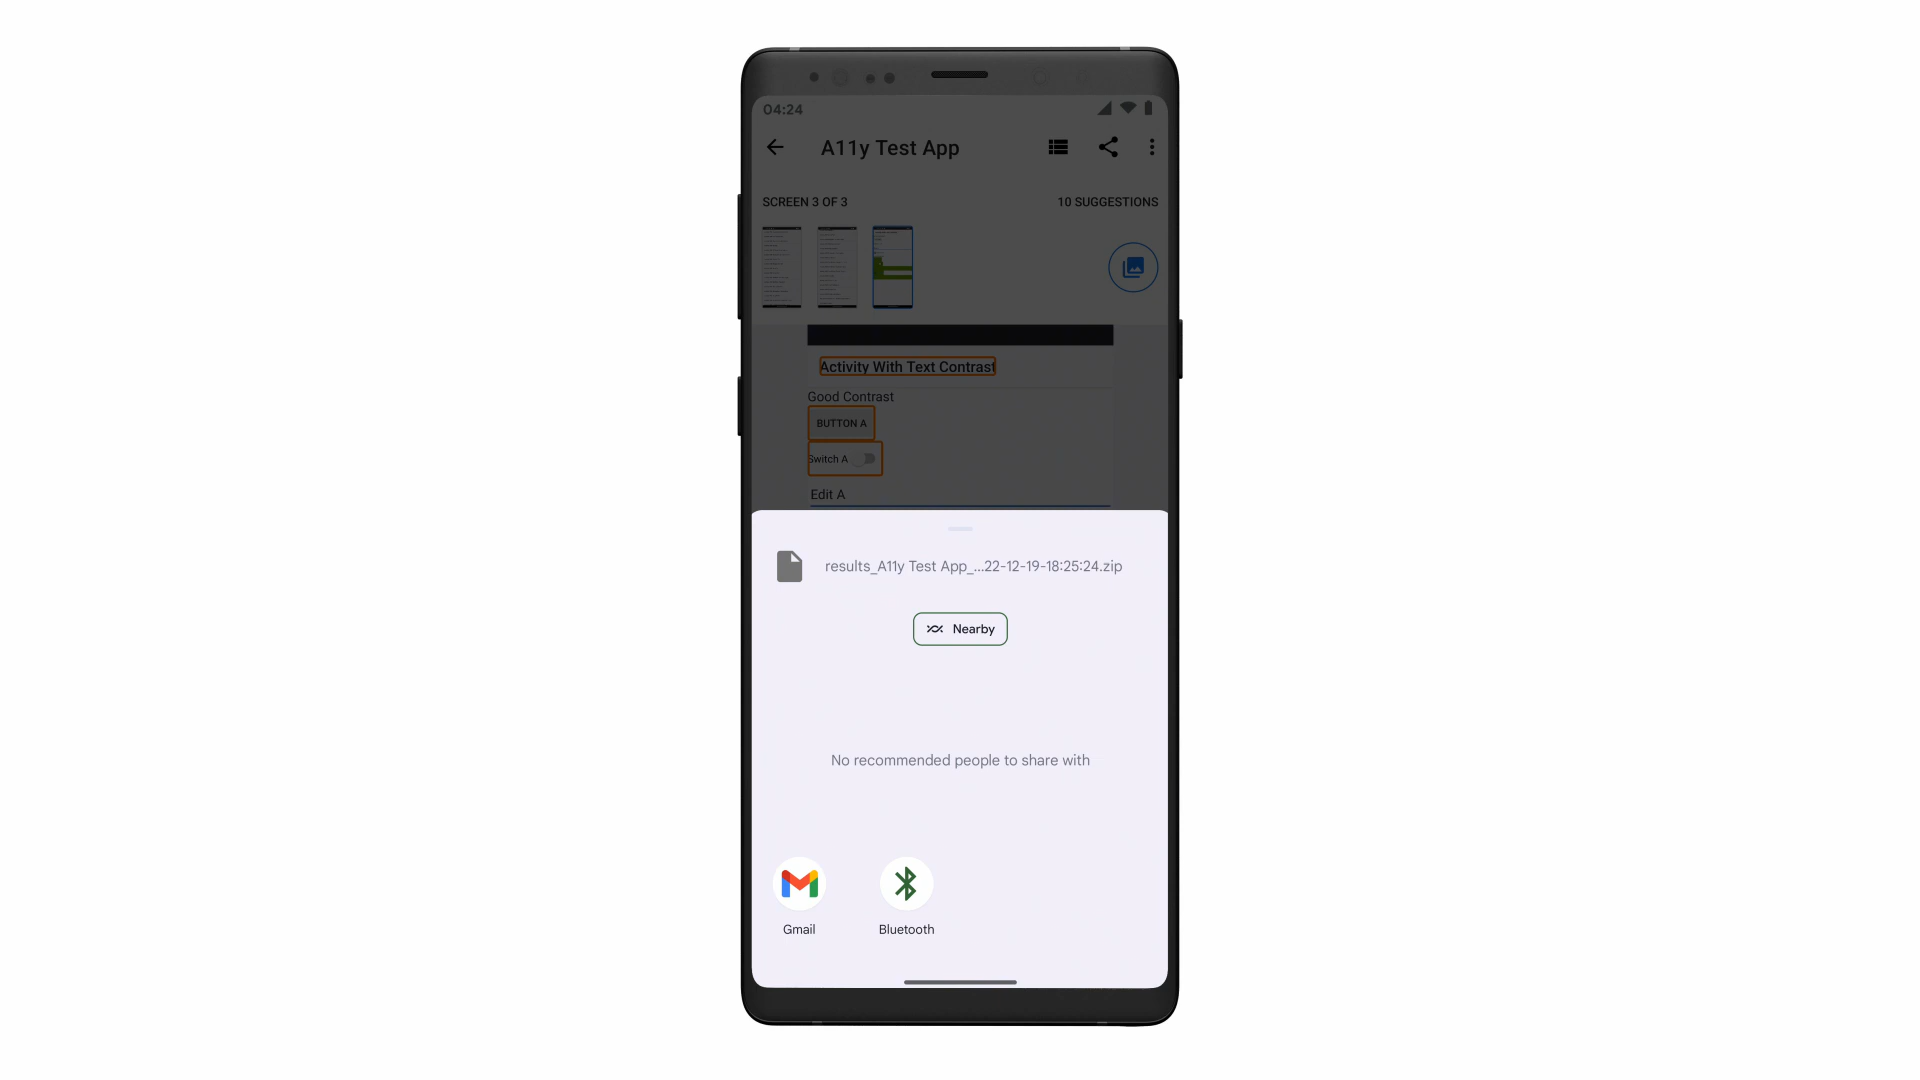 04:24
A11y Test App
SCREEN 3 OF 3
10 SUGGESTIONS
Activity With Text Contrast
Good Contrast
BUTTON A
Switch A
Edit A
results_A11y Test App_...22-12-19-18:25:24.zip
Nearby
No recommended people to share with
Gmail
Bluetooth